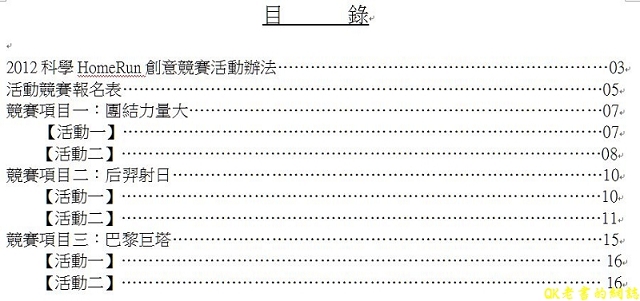 目 錄
2012 科學 HomeRun 創意競賽活動辦法⋯⋯⋯⋯⋯⋯⋯⋯⋯⋯⋯⋯⋯⋯⋯⋯03
活動競賽報名表⋯⋯⋯⋯⋯⋯⋯⋯⋯⋯⋯⋯⋯⋯⋯⋯⋯⋯⋯⋯⋯05
競賽項目一：團結力量大⋯⋯⋯⋯⋯⋯⋯⋯⋯⋯⋯⋯⋯⋯⋯⋯⋯⋯07
【活動一】⋯⋯⋯⋯⋯⋯⋯⋯⋯⋯⋯⋯⋯⋯⋯⋯⋯⋯⋯⋯⋯07
【活動二】⋯⋯⋯⋯⋯⋯⋯⋯⋯⋯⋯⋯⋯⋯⋯⋯⋯⋯⋯⋯⋯08
競賽項目二：后羿射日⋯⋯⋯⋯⋯⋯⋯⋯⋯⋯⋯⋯⋯⋯⋯⋯⋯⋯⋯10
【活動一】⋯⋯⋯⋯⋯⋯⋯⋯⋯⋯⋯⋯⋯⋯⋯⋯⋯⋯⋯⋯⋯10
【活動二】⋯⋯⋯⋯⋯⋯⋯⋯⋯⋯⋯⋯⋯⋯⋯⋯⋯⋯⋯⋯⋯11
競賽項目三：巴黎巨塔⋯⋯⋯⋯⋯⋯⋯⋯⋯⋯⋯⋯⋯⋯⋯⋯⋯⋯⋯15
【活動一】⋯⋯⋯⋯⋯⋯⋯⋯⋯⋯⋯⋯⋯⋯⋯⋯⋯⋯⋯⋯⋯ 16
【活動二】⋯⋯⋯⋯⋯⋯⋯⋯⋯⋯⋯⋯⋯⋯⋯⋯⋯⋯⋯⋯⋯ 16
OK老爹的網誌